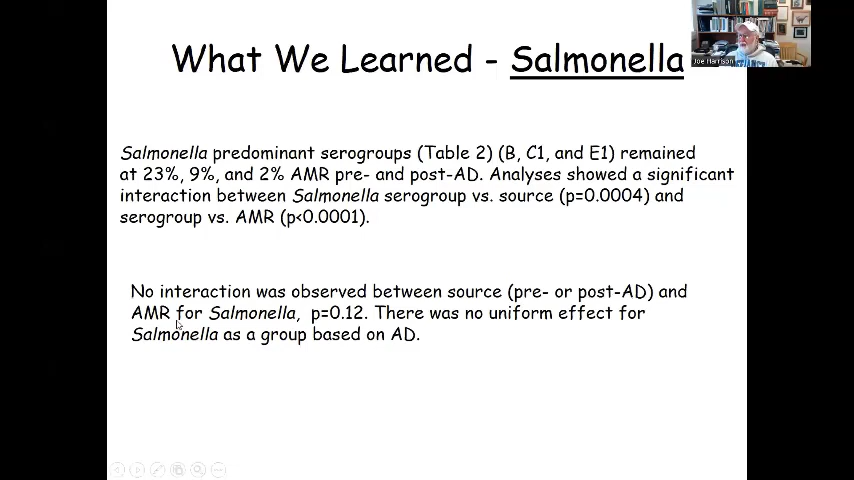 What We Learned - Salmonella
Joe Harrison
Salmonella predominant serogroups (Table 2) (B, C1, and E1) remained
at 23%, 9%, and 2% AMR pre- and post-AD. Analyses showed a significant
interaction between Salmonella serogroup vs. source (p=0.0004) and
serogroup vs. AMR (p<0.0001).
No interaction was observed between source (pre- or post-AD) and
AMR for Salmonella, p=0.12. There was no uniform effect for
Salmonella as a group based on AD.